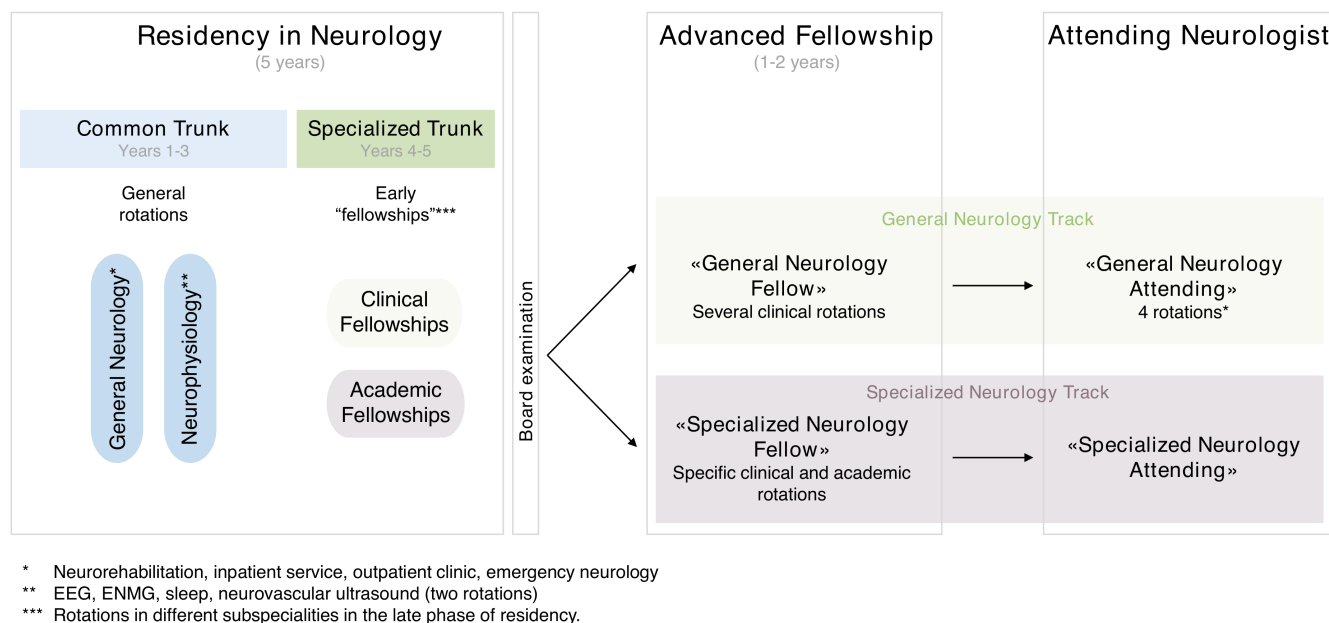 Residency in Neurology
(5 years)
Common Trunk
Years 1-3
Specialized Trunk
Years 4-5
General
rotations
Early
“fellowships”***
General Neurology*
Neurophysiology**
Clinical
Fellowships
Academic
Fellowships
Board examination
Advanced Fellowship
(1-2 years)
Attending Neurologist
General Neurology Track
«General Neurology
Fellow»
Several clinical rotations
«General Neurology
Attending»
4 rotations*
Specialized Neurology Track
«Specialized Neurology
Fellow»
Specific clinical and academic
rotations
«Specialized Neurology
Attending»
* Neurorehabilitation, inpatient service, outpatient clinic, emergency neurology
** EEG, ENMG, sleep, neurovascular ultrasound (two rotations)
*** Rotations in different subspecialities in the late phase of residency.